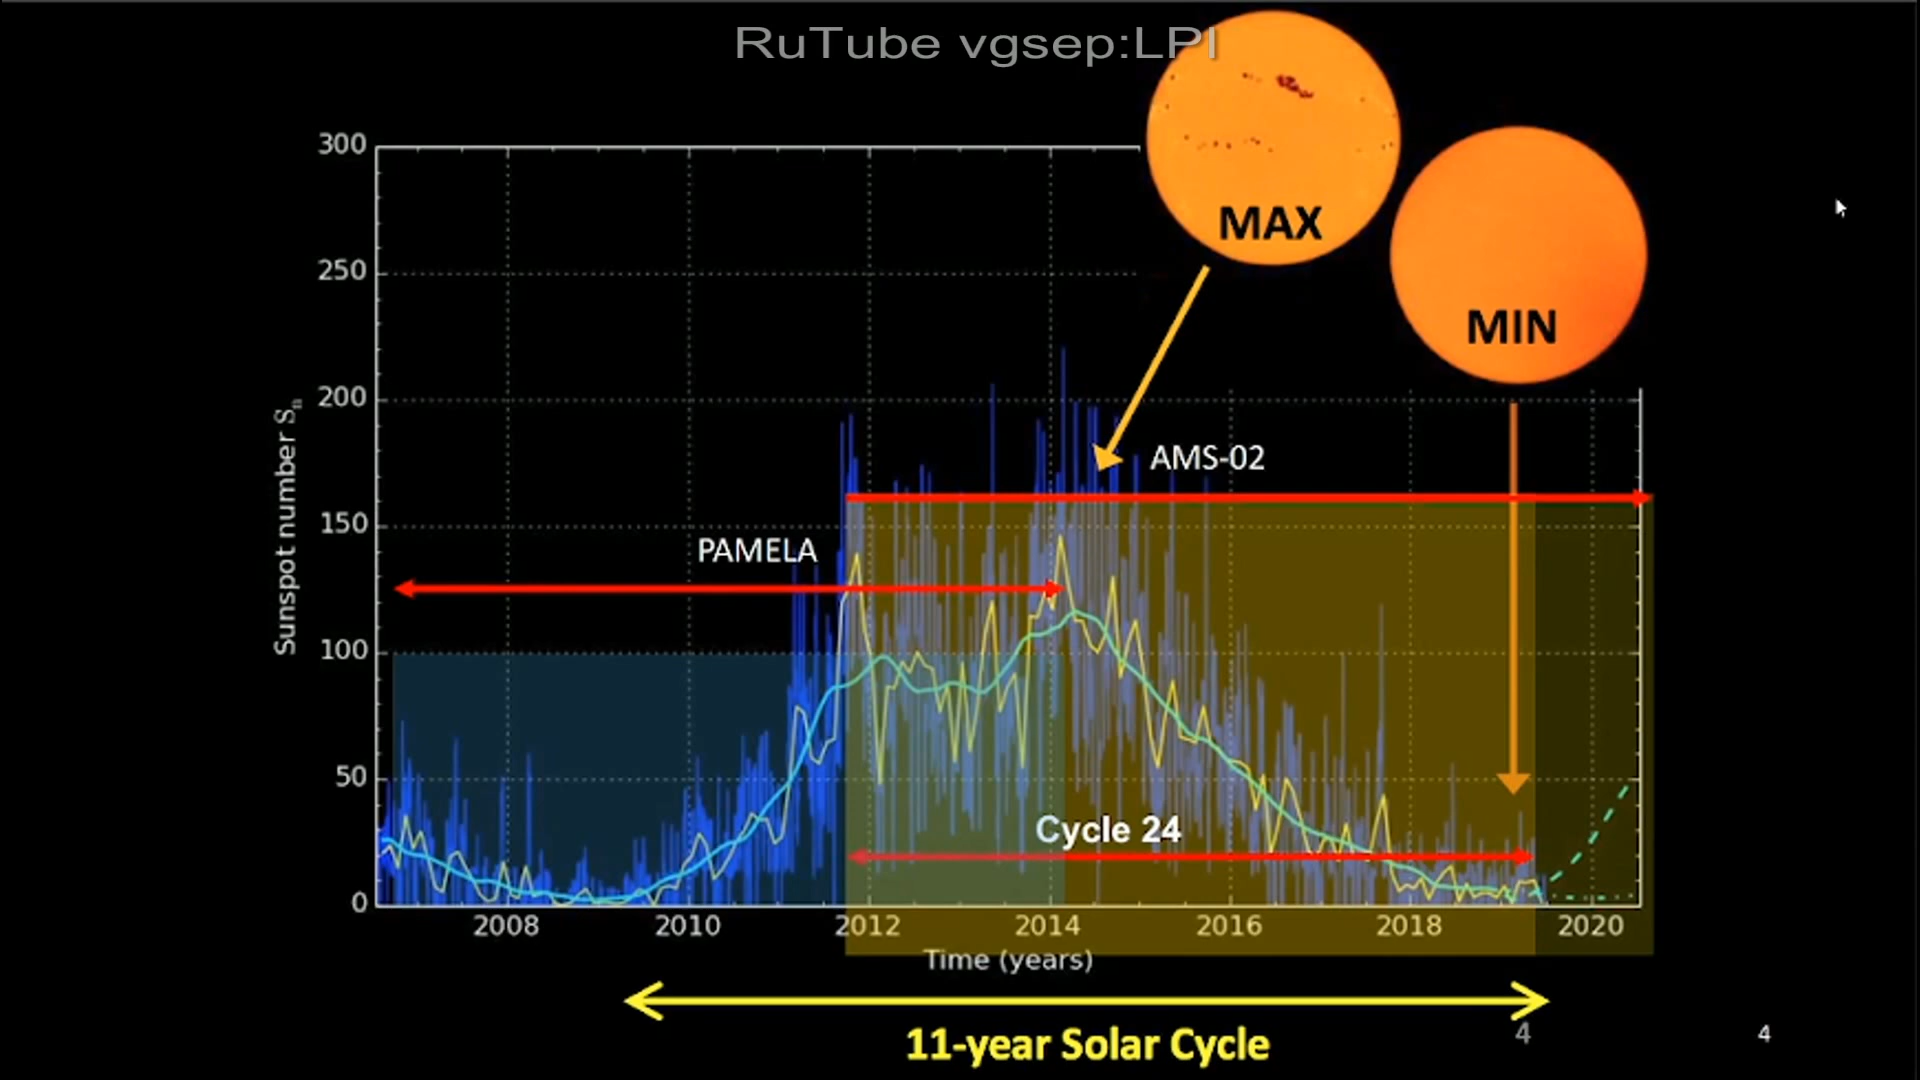 RuTube vgsep:LPI
MAX
MIN
300
250
200
150
100
50
0
Sunspot number Sn
AMS-02
PAMELA
Cycle 24
2008 2010 2012 2014 2016 2018 2020
Time (years)
11-year Solar Cycle
4 4